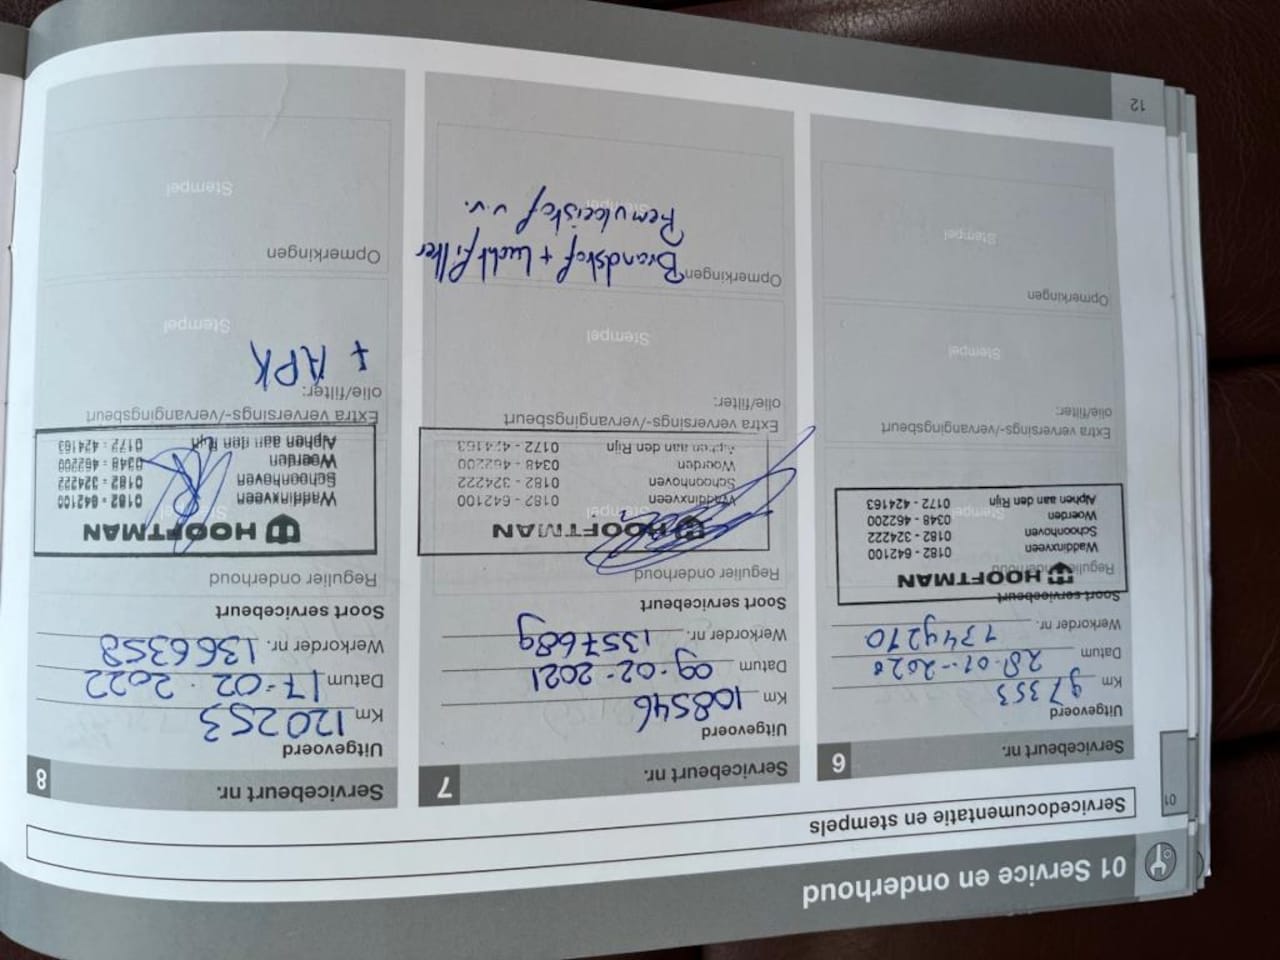 01 Service en onderhoud
Servicedocumentatie en stempels
01
Servicebeurt nr. 6
Uitgevoerd
Km 97353
Datum 28-01-2020
Werkorder nr. 1344270
Soort servicebeurt
Regulier onderhoud
HOOFTMAN
Waddinxveen 0182 - 642100
Schoonhoven 0182 - 324222
Woerden 0348 - 462200
Alphen aan den Rijn 0172 - 424163
Stempel
Extra verversings-/vervangingsbeurt
olie/filter:
Stempel
Opmerkingen
Stempel
Servicebeurt nr. 7
Uitgevoerd
Km 108546
Datum 09-02-2021
Werkorder nr. 1357689
Soort servicebeurt
Regulier onderhoud
HOOFTMAN
Waddinxveen 0182 - 642100
Schoonhoven 0182 - 324222
Woerden 0348 - 462200
Alphen aan den Rijn 0172 - 424163
Extra verversings-/vervangingsbeurt
olie/filter:
Stempel
Opmerkingen Brandstof + Luchtfilter
Remvloeistof v.v.
Stempel
Servicebeurt nr. 8
Uitgevoerd
Km 120253
Datum 17-02-2022
Werkorder nr. 1366358
Soort servicebeurt
Regulier onderhoud
HOOFTMAN
Waddinxveen 0182 - 642100
Schoonhoven 0182 - 324222
Woerden 0348 - 462200
Alphen aan den Rijn 0172 - 424163
Extra verversings-/vervangingsbeurt
olie/filter:
+ APK
Stempel
Opmerkingen
Stempel
12